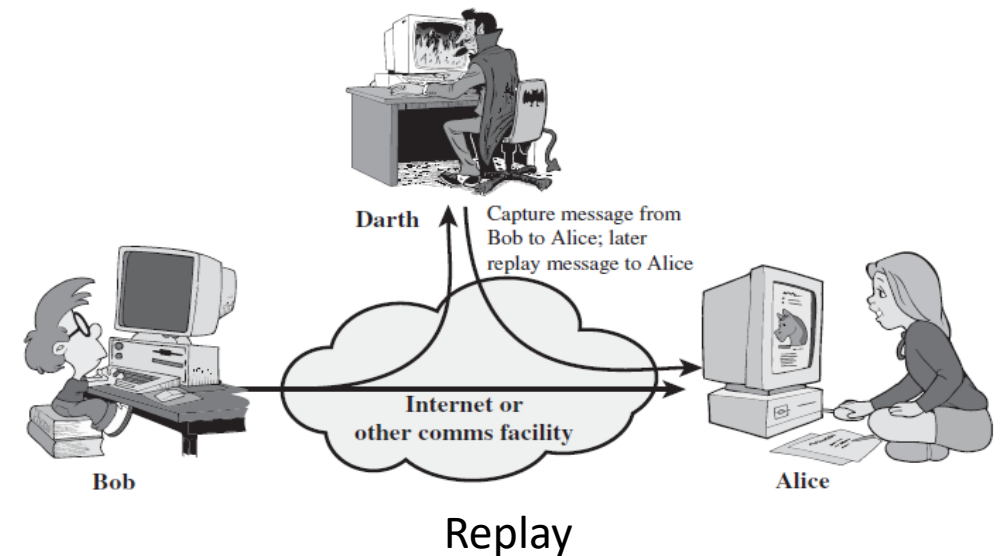 Darth
Capture message from
Bob to Alice; later
replay message to Alice
Internet or
other comms facility
Bob
Alice
Replay